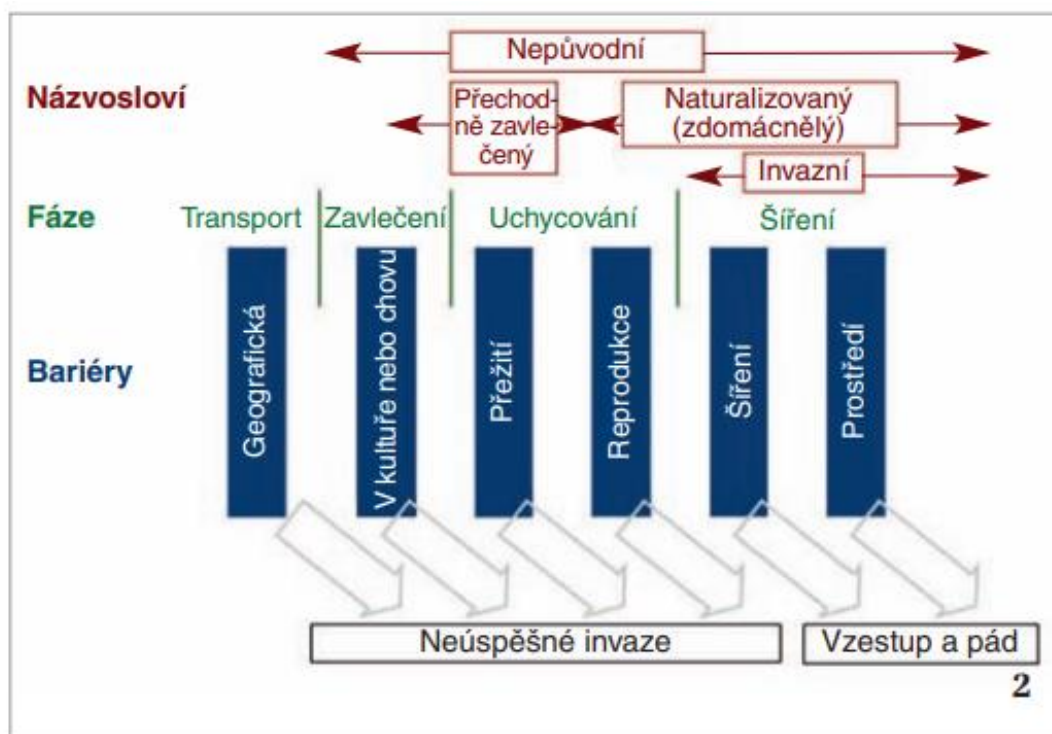 Nepůvodní
Názvosloví
Přechod-
ně zavle-
čený
Naturalizovaný
(zdomácnělý)
Invazní
Fáze
Transport
Zavlečení
Uchycování
Šíření
Bariéry
Geografická
V kultuře nebo chovu
Přežití
Reprodukce
Šíření
Prostředí
Neúspěšné invaze
Vzestup a pád
2